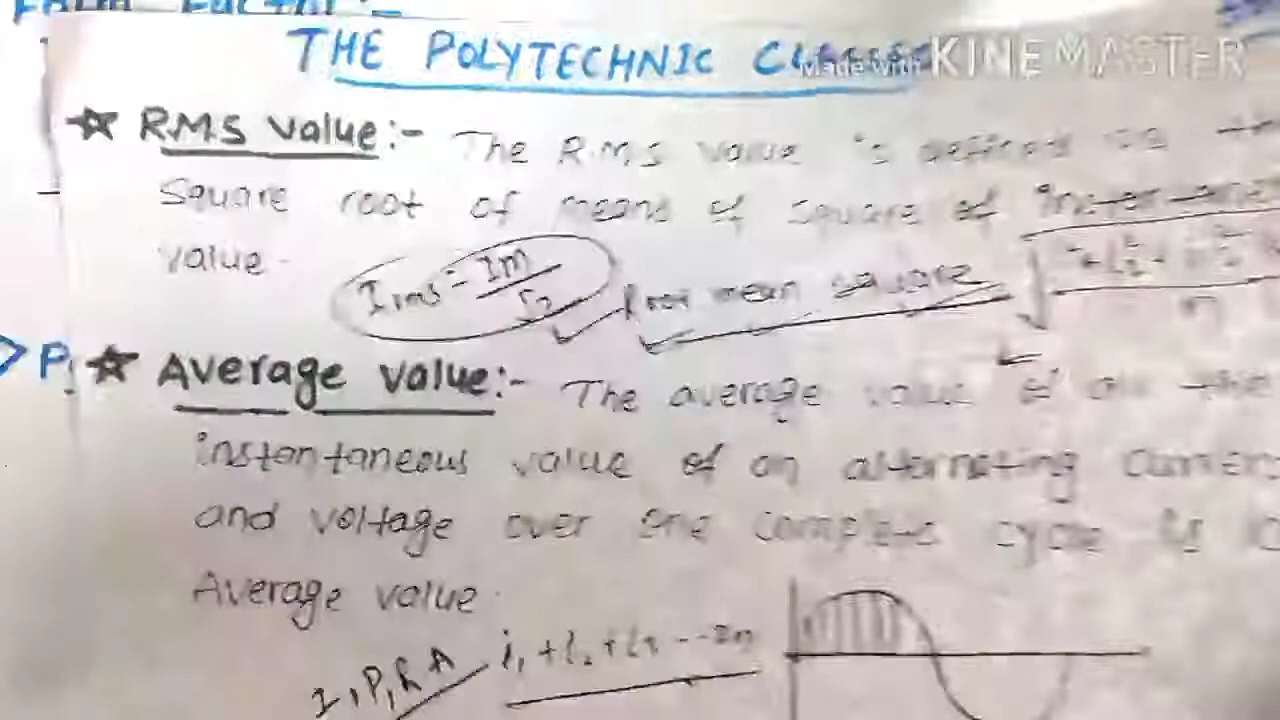 Form Factor:-
THE POLYTECHNIC CLASSES
Made with KINEMASTER
☆ R.M.S value:- The R.M.S value is defined as the
Square root of means of square of
value.
Irms = Im/√2 Root mean square
P, ☆ Average value:- The average value of all the
instantaneous value of an alternating current
and voltage over one complete cycle is
Average value.
I, P, R A i₁+i₂+i₃ ---in